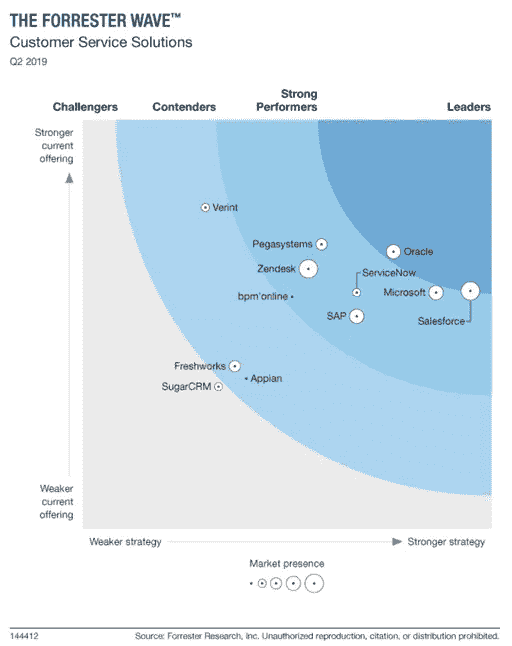 THE FORRESTER WAVE™
Customer Service Solutions
Q2 2019
Challengers
Contenders
Strong
Performers
Leaders
Stronger
current
offering
Verint
Pegasystems
Oracle
Zendesk
ServiceNow
bpm'online
Microsoft
SAP
Salesforce
Freshworks
Appian
SugarCRM
Weaker
current
offering
Weaker strategy
Stronger strategy
Market presence
144412
Source: Forrester Research, Inc. Unauthorized reproduction, citation, or distribution prohibited.